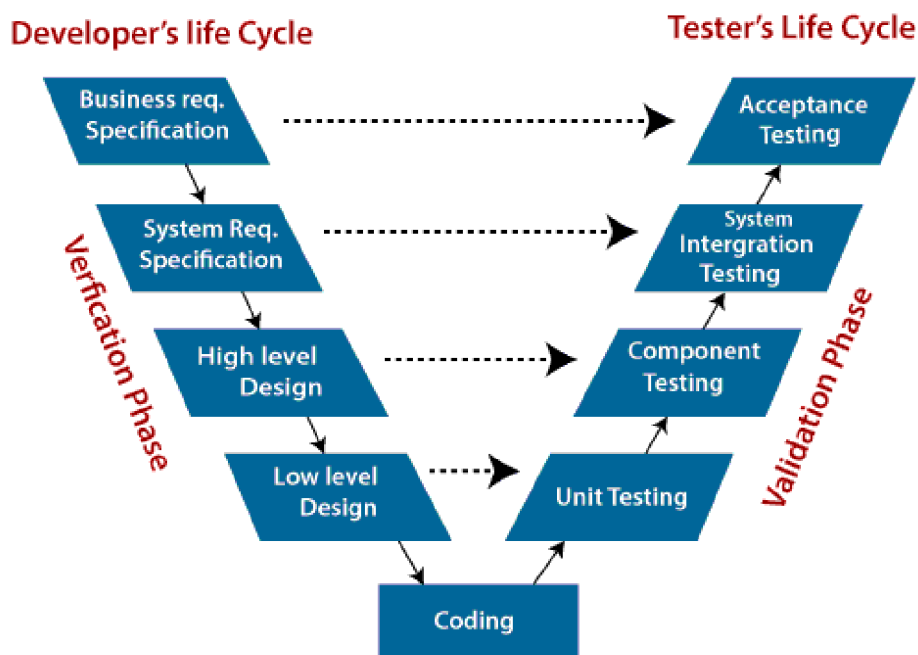 Developer's life Cycle
Tester's Life Cycle
Business req.
Specification
Acceptance
Testing
System Req.
Specification
System
Intergration
Testing
Verfication Phase
High level
Design
Component
Testing
Validation Phase
Low level
Design
Unit Testing
Coding